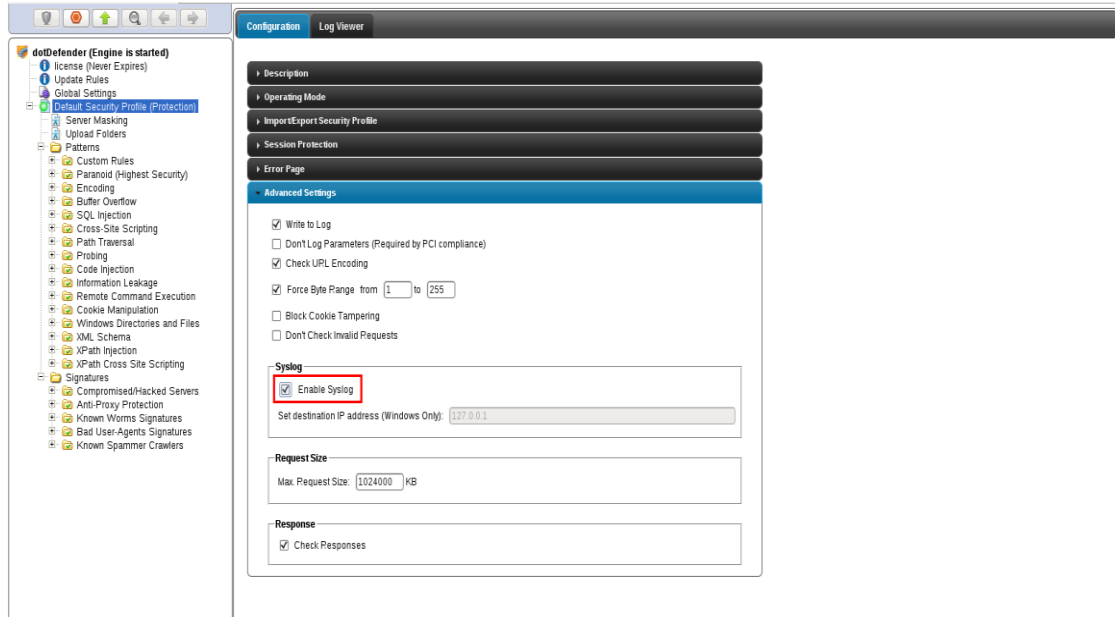 dotDefender (Engine is started)
license (Never Expires)
Update Rules
Global Settings
Default Security Profile (Protection)
Server Masking
Upload Folders
Patterns
Custom Rules
Paranoid (Highest Security)
Encoding
Buffer Overflow
SQL Injection
Cross-Site Scripting
Path Traversal
Probing
Code Injection
Information Leakage
Remote Command Execution
Cookie Manipulation
Windows Directories and Files
XML Schema
XPath Injection
XPath Cross Site Scripting
Signatures
Compromised/Hacked Servers
Anti-Proxy Protection
Known Worms Signatures
Bad User-Agents Signatures
Known Spammer Crawlers
Configuration Log Viewer
Description
Operating Mode
Import/Export Security Profile
Session Protection
Error Page
Advanced Settings
Write to Log
Don't Log Parameters (Required by PCI compliance)
Check URL Encoding
Force Byte Range from 1 to 255
Block Cookie Tampering
Don't Check Invalid Requests
Syslog
Enable Syslog
Set destination IP address (Windows Only): 127.0.0.1
Request Size
Max. Request Size: 1024000 KB
Response
Check Responses